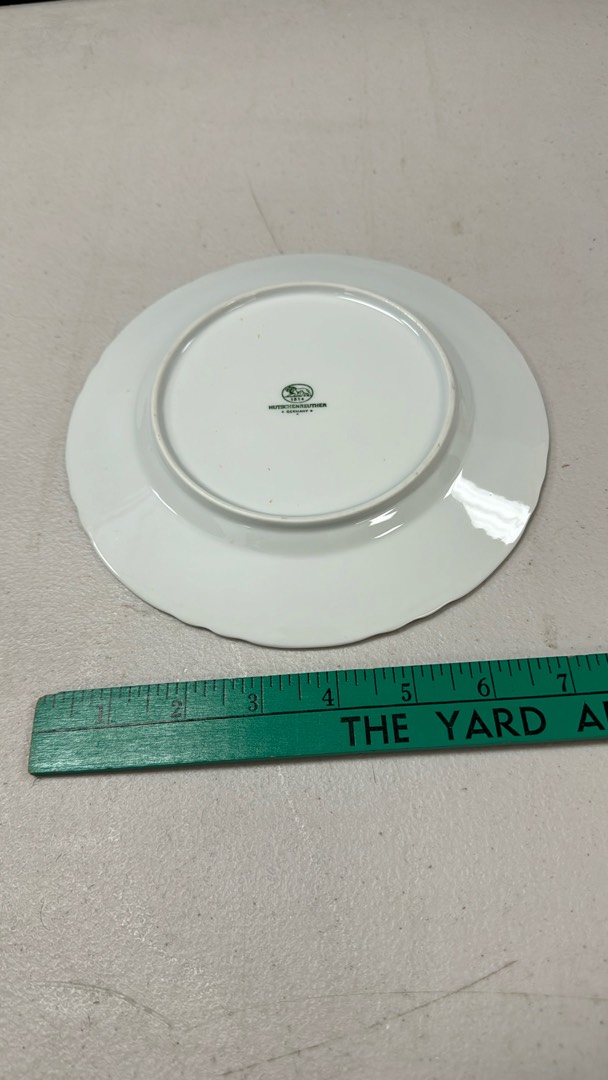 1814
HUTSCHENREUTHER
GERMANY
1 2 3 4 5 6 7
THE YARD